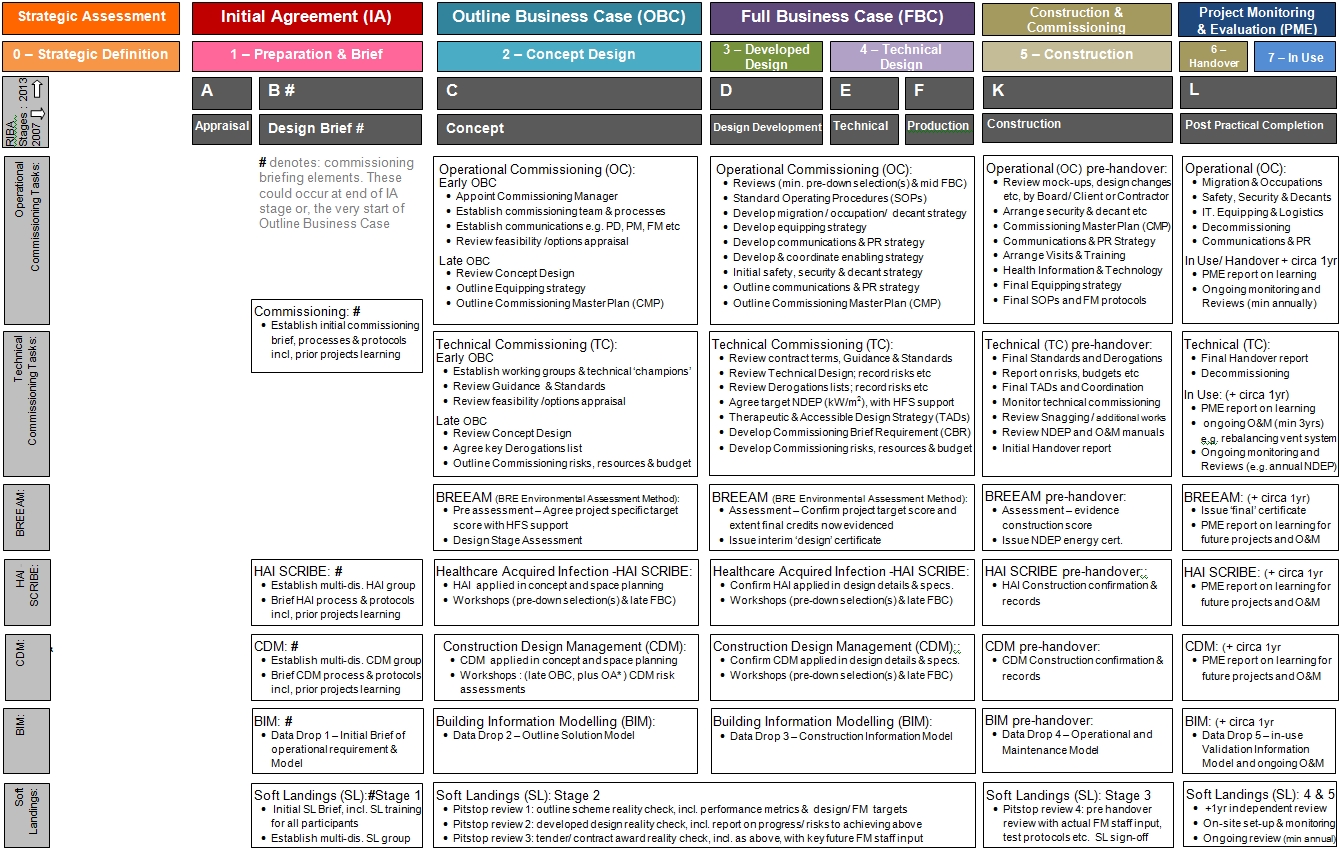 Strategic Assessment
Initial Agreement (IA)
Outline Business Case (OBC)
Full Business Case (FBC)
Construction &
Commissioning
Project Monitoring
& Evaluation (PME)
0 – Strategic Definition
1 – Preparation & Brief
2 – Concept Design
3 – Developed
Design
4 – Technical
Design
5 – Construction
6 –
Handover
7 – In Use
RIBA
Stages :
2007
2013
A
B #
C
D
E
F
K
L
Appraisal
Design Brief #
Concept
Design Development
Technical
Production
Construction
Post Practical Completion
Operational
Commissioning Tasks:
# denotes: commissioning
briefing elements. These
could occur at end of IA
stage or, the very start of
Outline Business Case
Commissioning: #
• Establish initial commissioning
brief, processes & protocols
incl, prior projects learning
Operational Commissioning (OC):
Early OBC
• Appoint Commissioning Manager
• Establish commissioning team & processes
• Establish communications e.g. PD, PM, FM etc
• Review feasibility /options appraisal
Late OBC
• Review Concept Design
• Outline Equipping strategy
• Outline Commissioning Master Plan (CMP)
Operational Commissioning (OC):
• Reviews (min. pre-down selection(s) & mid FBC)
• Standard Operating Procedures (SOPs)
• Develop migration / occupation/ decant strategy
• Develop equipping strategy
• Develop communications & PR strategy
• Develop & coordinate enabling strategy
• Initial safety, security & decant strategy
• Outline communications & PR strategy
• Outline Commissioning Master Plan (CMP)
Operational (OC) pre-handover:
• Review mock-ups, design changes
etc, by Board/ Client or Contractor
• Arrange security & decant etc
• Commissioning Master Plan (CMP)
• Communications & PR Strategy
• Arrange Visits & Training
• Health Information & Technology
• Final Equipping strategy
• Final SOPs and FM protocols
Operational (OC):
• Migration & Occupations
• Safety, Security & Decants
• IT. Equipping & Logistics
• Decommissioning
• Communications & PR
In Use/ Handover + circa 1yr
• PME report on learning
• Ongoing monitoring and
Reviews (min annually)
Technical
Commissioning Tasks:
Technical Commissioning (TC):
Early OBC
• Establish working groups & technical 'champions'
• Review Guidance & Standards
• Review feasibility /options appraisal
Late OBC
• Review Concept Design
• Agree key Derogations list
• Outline Commissioning risks, resources & budget
Technical Commissioning (TC):
• Review contract terms, Guidance & Standards
• Review Technical Design; record risks etc
• Review Derogations lists; record risks etc
• Agree target NDEP (kW/m²), with HFS support
• Therapeutic & Accessible Design Strategy (TADs)
• Develop Commissioning Brief Requirement (CBR)
• Develop Commissioning risks, resources & budget
Technical (TC) pre-handover:
• Final Standards and Derogations
• Report on risks, budgets etc
• Final TADs and Coordination
• Monitor technical commissioning
• Review Snagging / additional works
• Review NDEP and O&M manuals
• Initial Handover report
Technical (TC):
• Final Handover report
• Decommissioning
In Use: (+ circa 1yr)
• PME report on learning
• ongoing O&M (min 3yrs)
e.g. rebalancing vent system
• Ongoing monitoring and
Reviews (e.g. annual NDEP)
BREEAM:
BREEAM (BRE Environmental Assessment Method):
• Pre assessment – Agree project specific target
score with HFS support
• Design Stage Assessment
BREEAM (BRE Environmental Assessment Method):
• Assessment – Confirm project target score and
extent final credits now evidenced
• Issue interim 'design' certificate
BREEAM pre-handover:
• Assessment – evidence
construction score
• Issue NDEP energy cert.
BREEAM: (+ circa 1yr)
• Issue 'final' certificate
• PME report on learning for
future projects and O&M
HAI
SCRIBE:
HAI SCRIBE: #
• Establish multi-dis. HAI group
• Brief HAI process & protocols
incl, prior projects learning
Healthcare Acquired Infection -HAI SCRIBE:
• HAI applied in concept and space planning
• Workshops (pre-down selection(s) & late FBC)
Healthcare Acquired Infection -HAI SCRIBE:
• Confirm HAI applied in design details & specs.
• Workshops (pre-down selection(s) & late FBC)
HAI SCRIBE pre-handover::
• HAI Construction confirmation &
records
HAI SCRIBE: (+ circa 1yr
• PME report on learning for
future projects and O&M
CDM:
CDM: #
• Establish multi-dis. CDM group
• Brief CDM process & protocols
incl, prior projects learning
Construction Design Management (CDM):
• CDM applied in concept and space planning
• Workshops : (late OBC, plus OA*) CDM risk
assessments
Construction Design Management (CDM)::
• Confirm CDM applied in design details & specs.
• Workshops (pre-down selection(s) & late FBC)
CDM pre-handover:
• CDM Construction confirmation &
records
CDM: (+ circa 1yr
• PME report on learning for
future projects and O&M
BIM:
BIM: #
• Data Drop 1 – Initial Brief of
operational requirement &
Model
Building Information Modelling (BIM):
• Data Drop 2 – Outline Solution Model
Building Information Modelling (BIM):
• Data Drop 3 – Construction Information Model
BIM pre-handover:
• Data Drop 4 – Operational and
Maintenance Model
BIM: (+ circa 1yr
• Data Drop 5 – in-use
Validation Information
Model and ongoing O&M
Soft
Landings:
Soft Landings (SL):#Stage 1
• Initial SL Brief, incl. SL training
for all participants
• Establish multi-dis. SL group
Soft Landings (SL): Stage 2
• Pitstop review 1: outline scheme reality check, incl. performance metrics & design/ FM targets
• Pitstop review 2: developed design reality check, incl. report on progress/ risks to achieving above
• Pitstop review 3: tender/ contract award reality check, incl. as above, with key future FM staff input
Soft Landings (SL): Stage 3
• Pitstop review 4: pre handover
review with actual FM staff input,
test protocols etc. SL sign-off
Soft Landings (SL): 4 & 5
• +1yr independent review
• On-site set-up & monitoring
• Ongoing review (min annual)